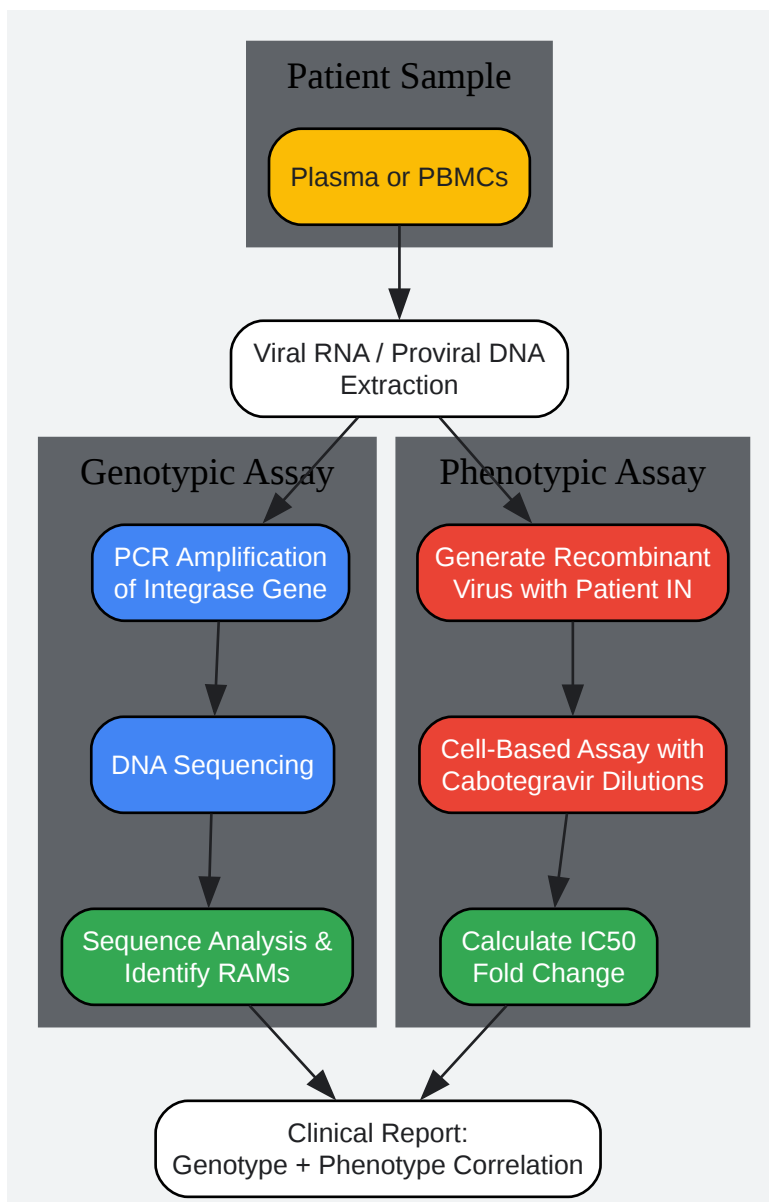 Patient Sample
Plasma or PBMCs
Viral RNA / Proviral DNA
Extraction
Genotypic Assay
PCR Amplification
of Integrase Gene
DNA Sequencing
Sequence Analysis &
Identify RAMs
Phenotypic Assay
Generate Recombinant
Virus with Patient IN
Cell-Based Assay with
Cabotegravir Dilutions
Calculate IC50
Fold Change
Clinical Report:
Genotype + Phenotype Correlation